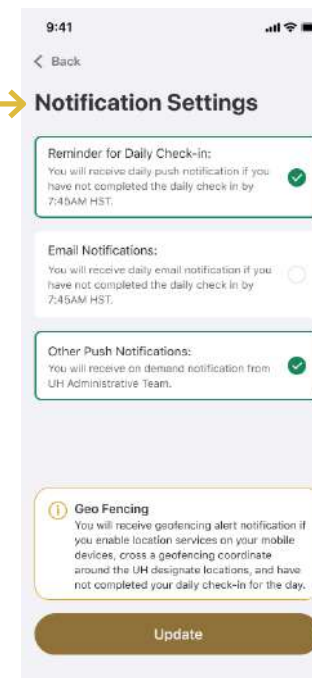 9:41
Back
Notification Settings
Reminder for Daily Check-in:
You will receive daily push notification if you
have not completed the daily check in by
7:45AM HST.
Email Notifications:
You will receive daily email notification if you
have not completed the daily check in by
7:45AM HST.
Other Push Notifications:
You will receive on demand notification from
UH Administrative Team.
Geo Fencing
You will receive geofencing alert notification if
you enable location services on your mobile
devices, cross a geofencing coordinate
around the UH designate locations, and have
not completed your daily check-in for the day.
Update